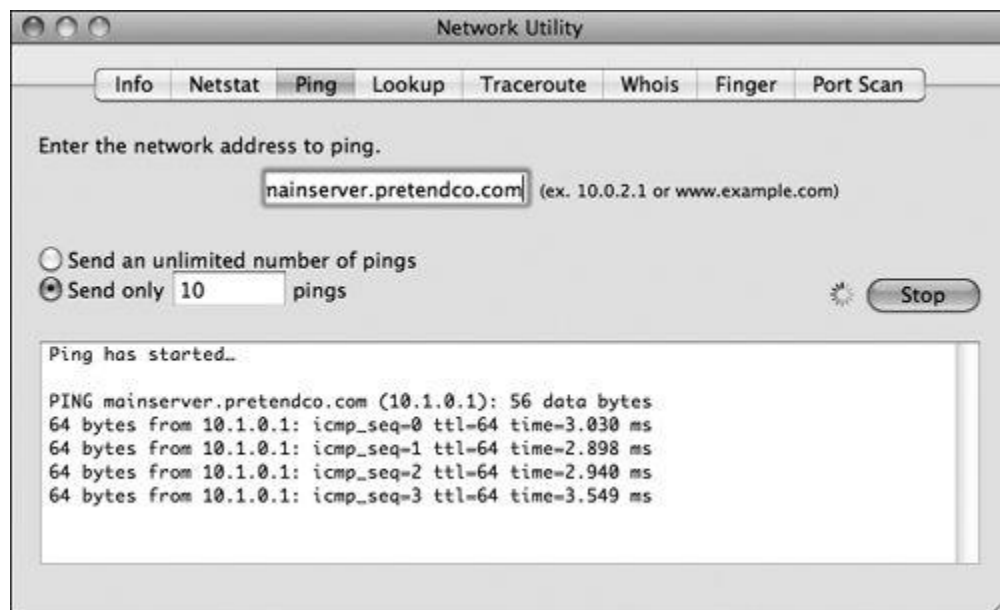 Network Utility
Info Netstat Ping Lookup Traceroute Whois Finger Port Scan
Enter the network address to ping.
nainserver.pretendco.com (ex. 10.0.2.1 or www.example.com)
Send an unlimited number of pings
Send only 10 pings
Stop
Ping has started…
PING mainserver.pretendco.com (10.1.0.1): 56 data bytes
64 bytes from 10.1.0.1: icmp_seq=0 ttl=64 time=3.030 ms
64 bytes from 10.1.0.1: icmp_seq=1 ttl=64 time=2.898 ms
64 bytes from 10.1.0.1: icmp_seq=2 ttl=64 time=2.940 ms
64 bytes from 10.1.0.1: icmp_seq=3 ttl=64 time=3.549 ms